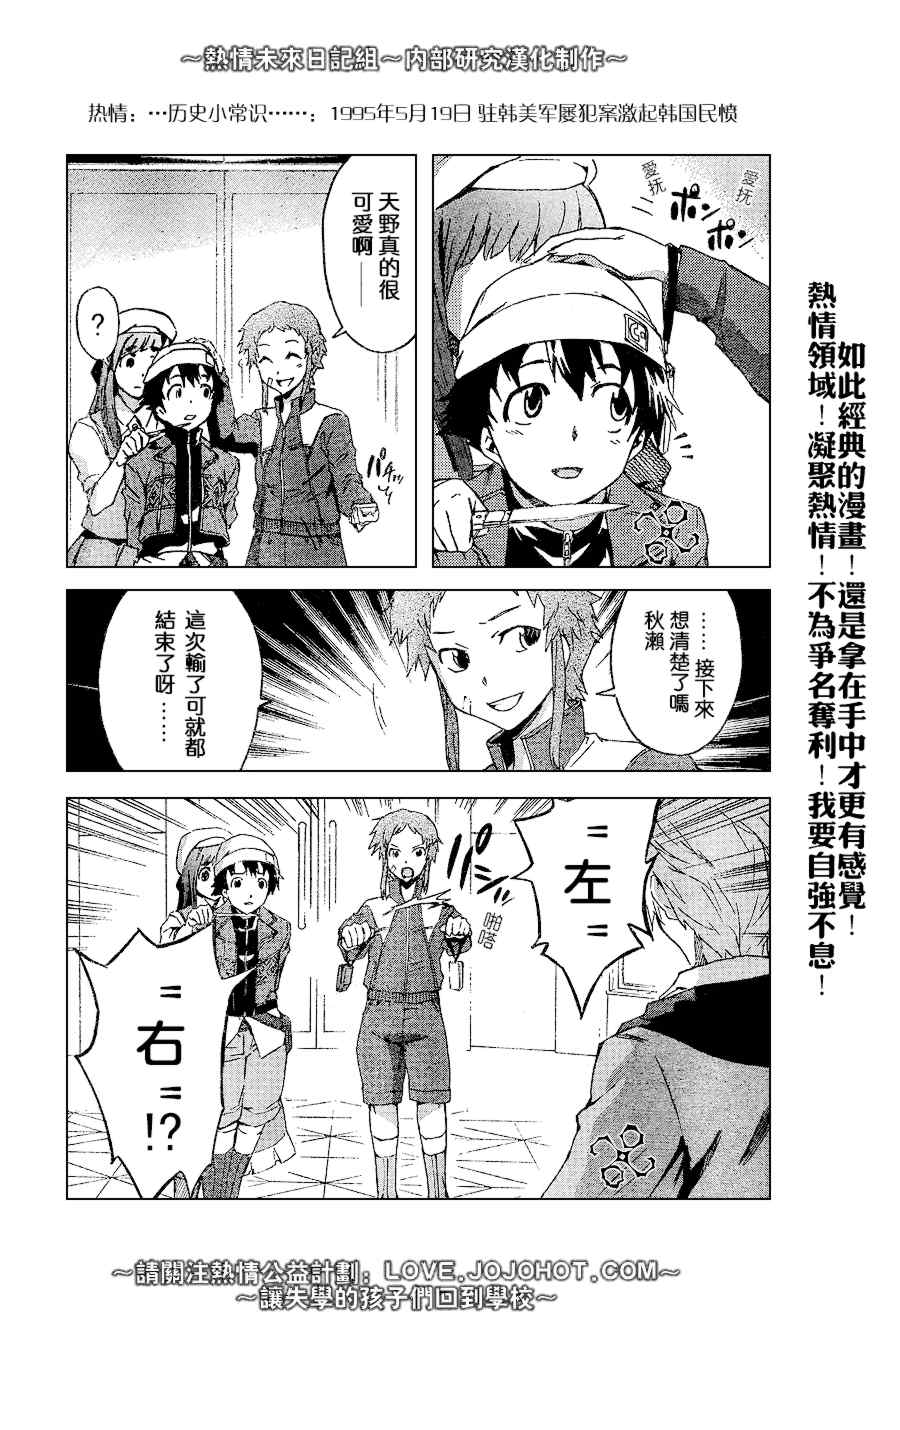 ~熱情未來日記組~內部研究漢化制作~
热情：…历史小常识……：1995年5月19日 驻韩美军屡犯案激起韩国民愤
愛抚
愛抚
ポンポン
天野真的很
可愛啊——
?
パァッ
……接下來
想清楚了嗎
秋瀨
這次輸了可就都
結束了呀……
=左=
啪嗒
=右=!?
如此經典的漫畫！還是拿在手中才更有感覺！
熱情領域！凝聚熱情！不為爭名奪利！我要自強不息！
~請關注熱情公益計劃：LOVE.JOJOHOT.COM~
~讓失學的孩子們回到學校~